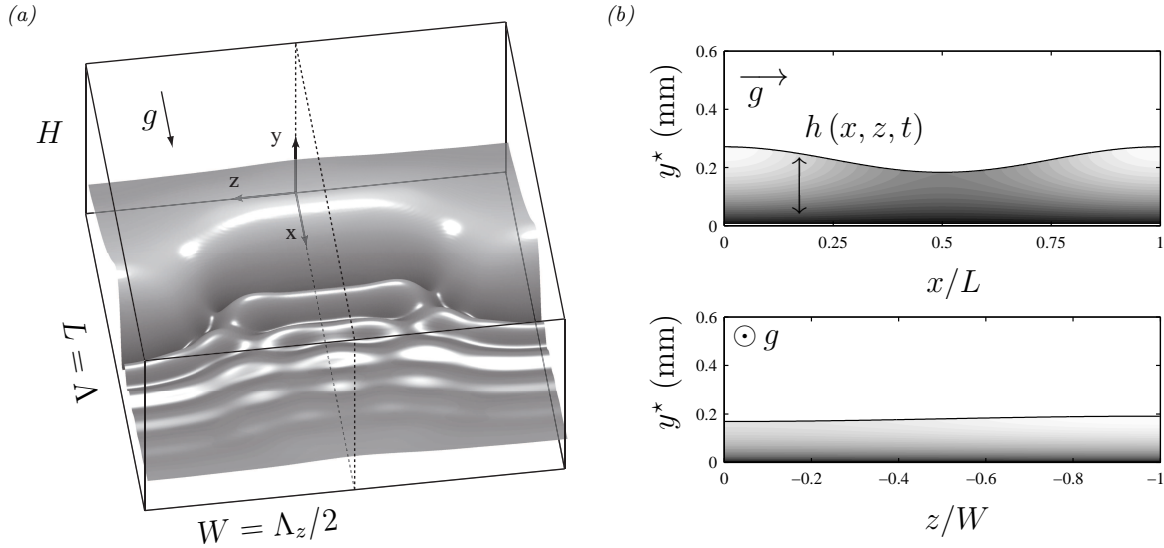 (a)
g
H
y
z
x
L = Λ
W = Λ_z/2
(b)
0.6
0.4
0.2
0
y* (mm)
g
h (x, z, t)
0 0.25 0.5 0.75 1
x/L
0.6
0.4
0.2
0
y* (mm)
⊙ g
0 −0.2 −0.4 −0.6 −0.8 −1
z/W